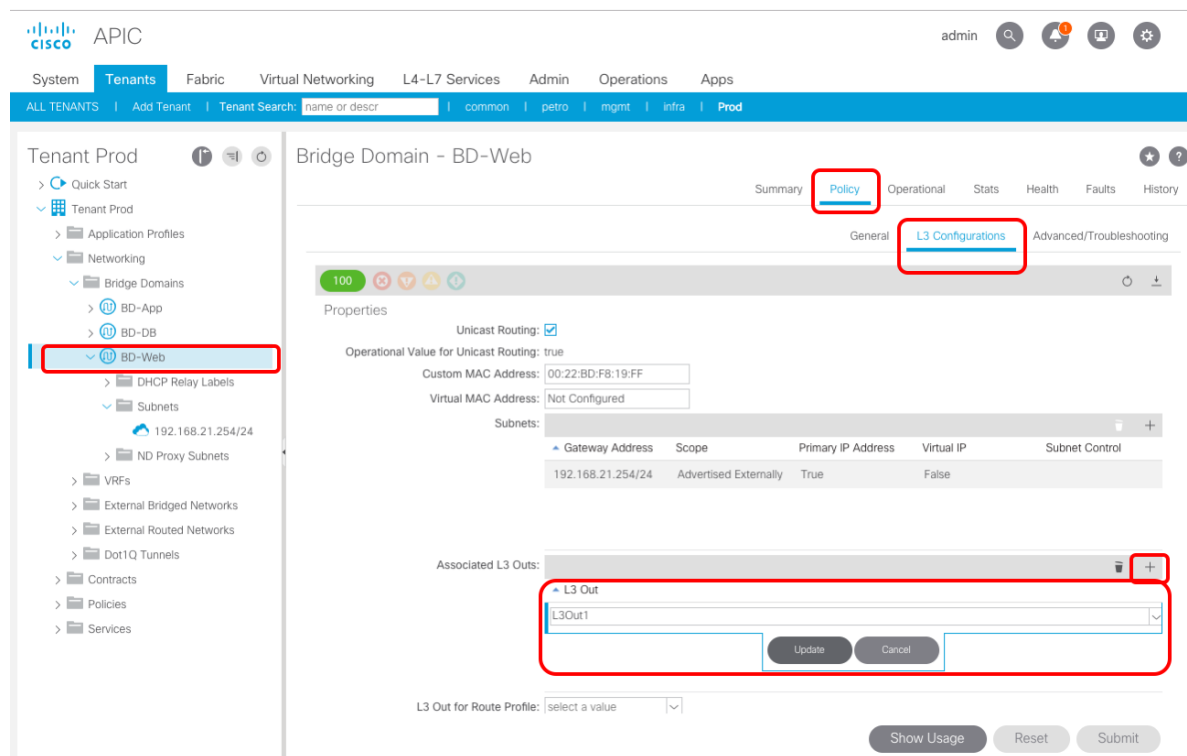 CISCO APIC admin 1
System Tenants Fabric Virtual Networking L4-L7 Services Admin Operations Apps
ALL TENANTS | Add Tenant | Tenant Search: name or descr | common | petro | mgmt | infra | Prod
Tenant Prod
Quick Start
Tenant Prod
Application Profiles
Networking
Bridge Domains
BD-App
BD-DB
BD-Web
DHCP Relay Labels
Subnets
192.168.21.254/24
ND Proxy Subnets
VRFs
External Bridged Networks
External Routed Networks
Dot1Q Tunnels
Contracts
Policies
Services
Bridge Domain - BD-Web
Summary Policy Operational Stats Health Faults History
General L3 Configurations Advanced/Troubleshooting
100
Properties
Unicast Routing:
Operational Value for Unicast Routing: true
Custom MAC Address: 00:22:BD:F8:19:FF
Virtual MAC Address: Not Configured
Subnets:
Gateway Address Scope Primary IP Address Virtual IP Subnet Control
192.168.21.254/24 Advertised Externally True False
Associated L3 Outs:
L3 Out
L3Out1
Update Cancel
L3 Out for Route Profile: select a value
Show Usage Reset Submit